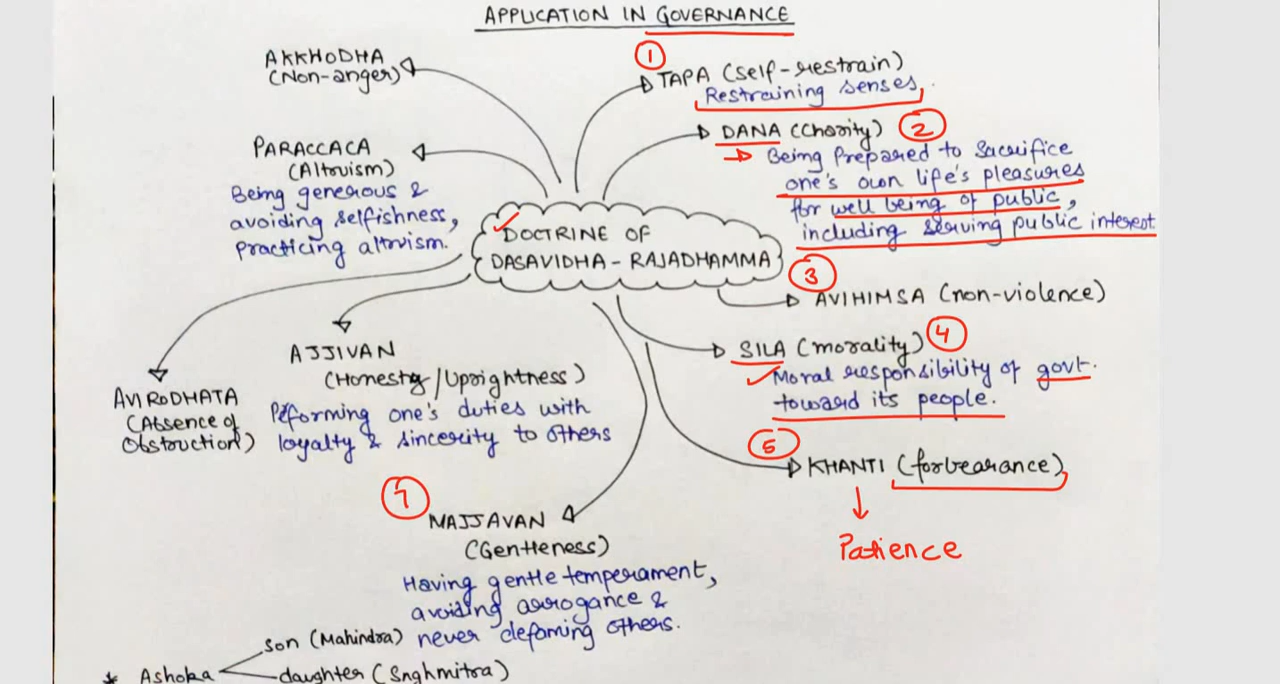 APPLICATION IN GOVERNANCE
AKKHODHA
(Non-anger)
PARACCACA
(Altruism)
Being generous &
avoiding selfishness,
practicing altruism.
DOCTRINE OF
DASAVIDHA - RAJADHAMMA
1
TAPA (Self-restrain)
Restraining senses.
DANA (Charity) 2
Being Prepared to Sacrifice
one's own life's pleasures
for well being of public,
including serving public interest
3
AVIHIMSA (non-violence)
SILA (morality) 4
Moral responsibility of govt.
toward its people.
5
KHANTI (forbearance)
Patience
AJJIVAN
(Honesty/Uprightness)
Peforming one's duties with
loyalty & sincerity to others
AVIRODHATA
(Absence of
Obstruction)
7
MAJJAVAN
(Gentleness)
Having gentle temperament,
avoiding arrogance &
never defaming others.
* Ashoka
son (Mahindra)
daughter (Snghmitra)